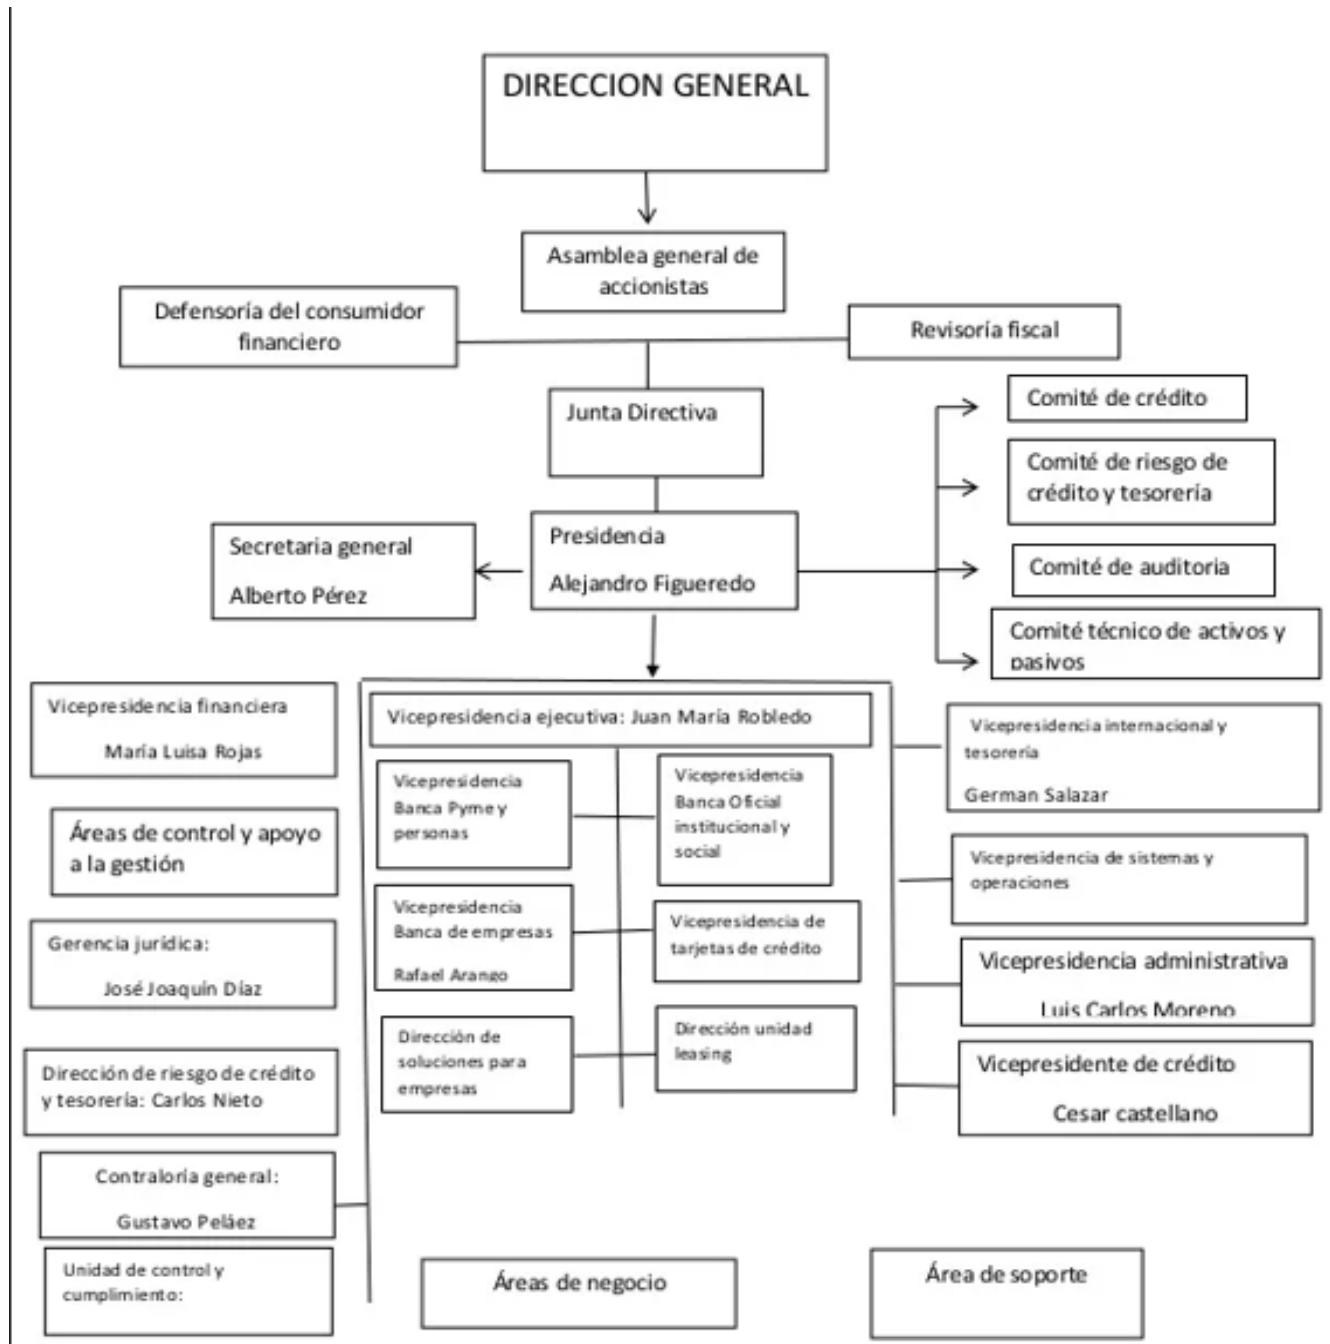 DIRECCION GENERAL
Asamblea general de
accionistas
Defensoría del consumidor
financiero
Revisoría fiscal
Junta Directiva
Comité de crédito
Comité de riesgo de
crédito y tesorería
Comité de auditoria
Comité técnico de activos y
pasivos
Secretaria general
Alberto Pérez
Presidencia
Alejandro Figueredo
Vicepresidencia financiera
María Luisa Rojas
Áreas de control y apoyo
a la gestión
Gerencia jurídica:
José Joaquín Díaz
Dirección de riesgo de crédito
y tesorería: Carlos Nieto
Contraloría general:
Gustavo Peláez
Unidad de control y
cumplimiento:
Vicepresidencia ejecutiva: Juan María Robledo
Vicepresidencia
Banca Pyme y
personas
Vicepresidencia
Banca Oficial
institucional y
social
Vicepresidencia
Banca de empresas
Rafael Arango
Vicepresidencia de
tarjetas de crédito
Dirección de
soluciones para
empresas
Dirección unidad
leasing
Vicepresidencia internacional y
tesorería
German Salazar
Vicepresidencia de sistemas y
operaciones
Vicepresidencia administrativa
Luis Carlos Moreno
Vicepresidente de crédito
Cesar castellano
Áreas de negocio
Área de soporte